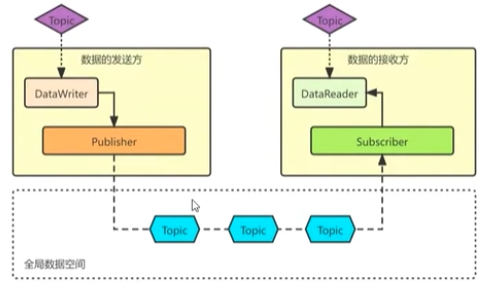 Topic
Topic
数据的发送方
数据的接收方
DataWriter
DataReader
Publisher
Subscriber
Topic
Topic
Topic
全局数据空间